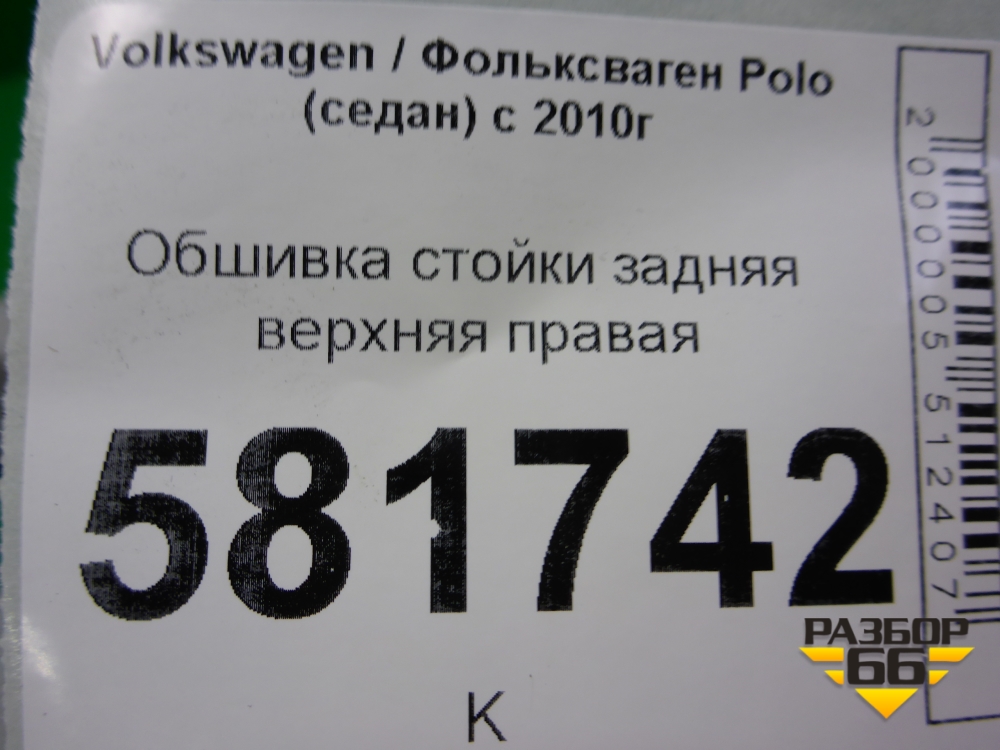 Volkswagen / Фольксваген Polo
(седан) с 2010г
Обшивка стойки задняя
верхняя правая
581742
К
2000005512407
РАЗБОР
66